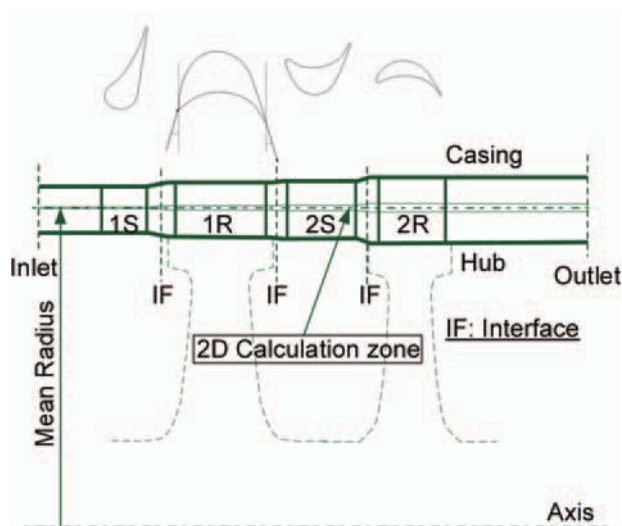 Casing
1S
1R
2S
2R
Inlet
IF
IF
IF
Hub
Outlet
2D Calculation zone
IF: Interface
Mean Radius
Axis